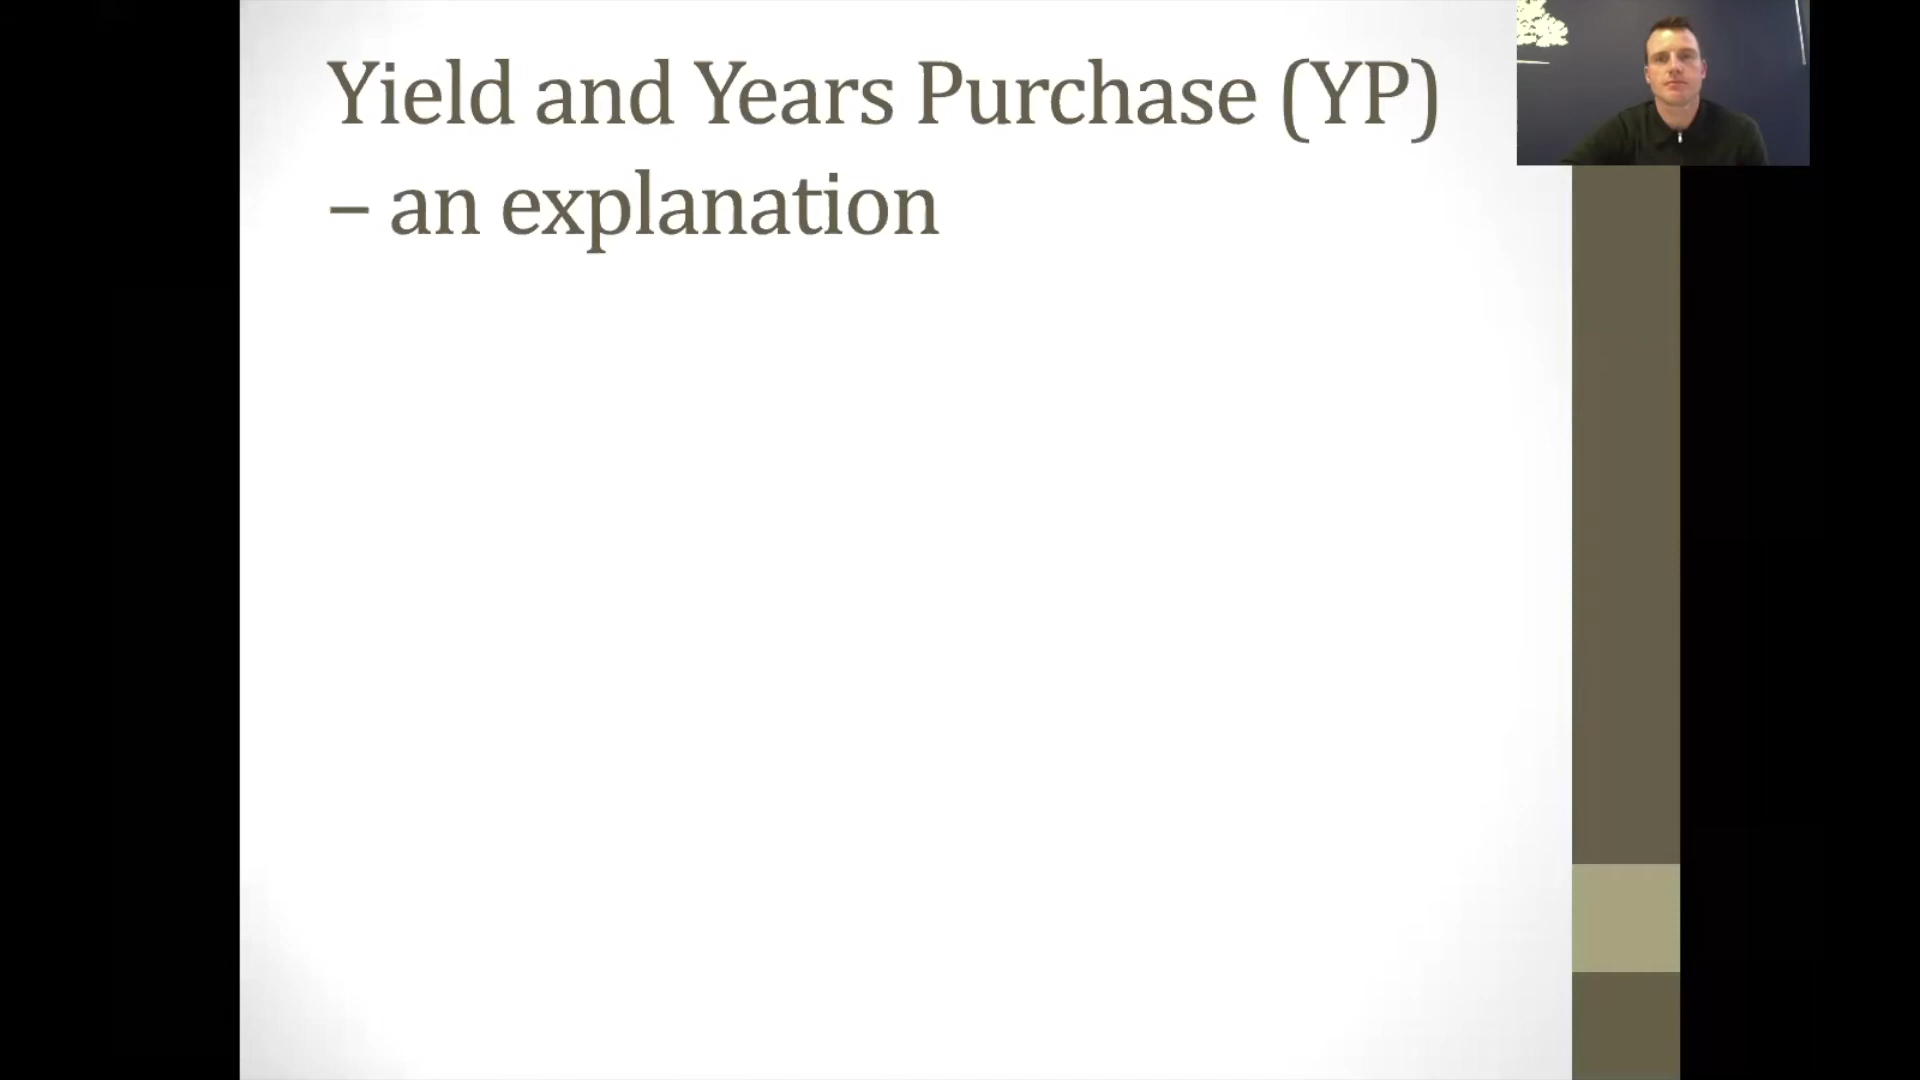 Yield and Years Purchase (YP)
– an explanation